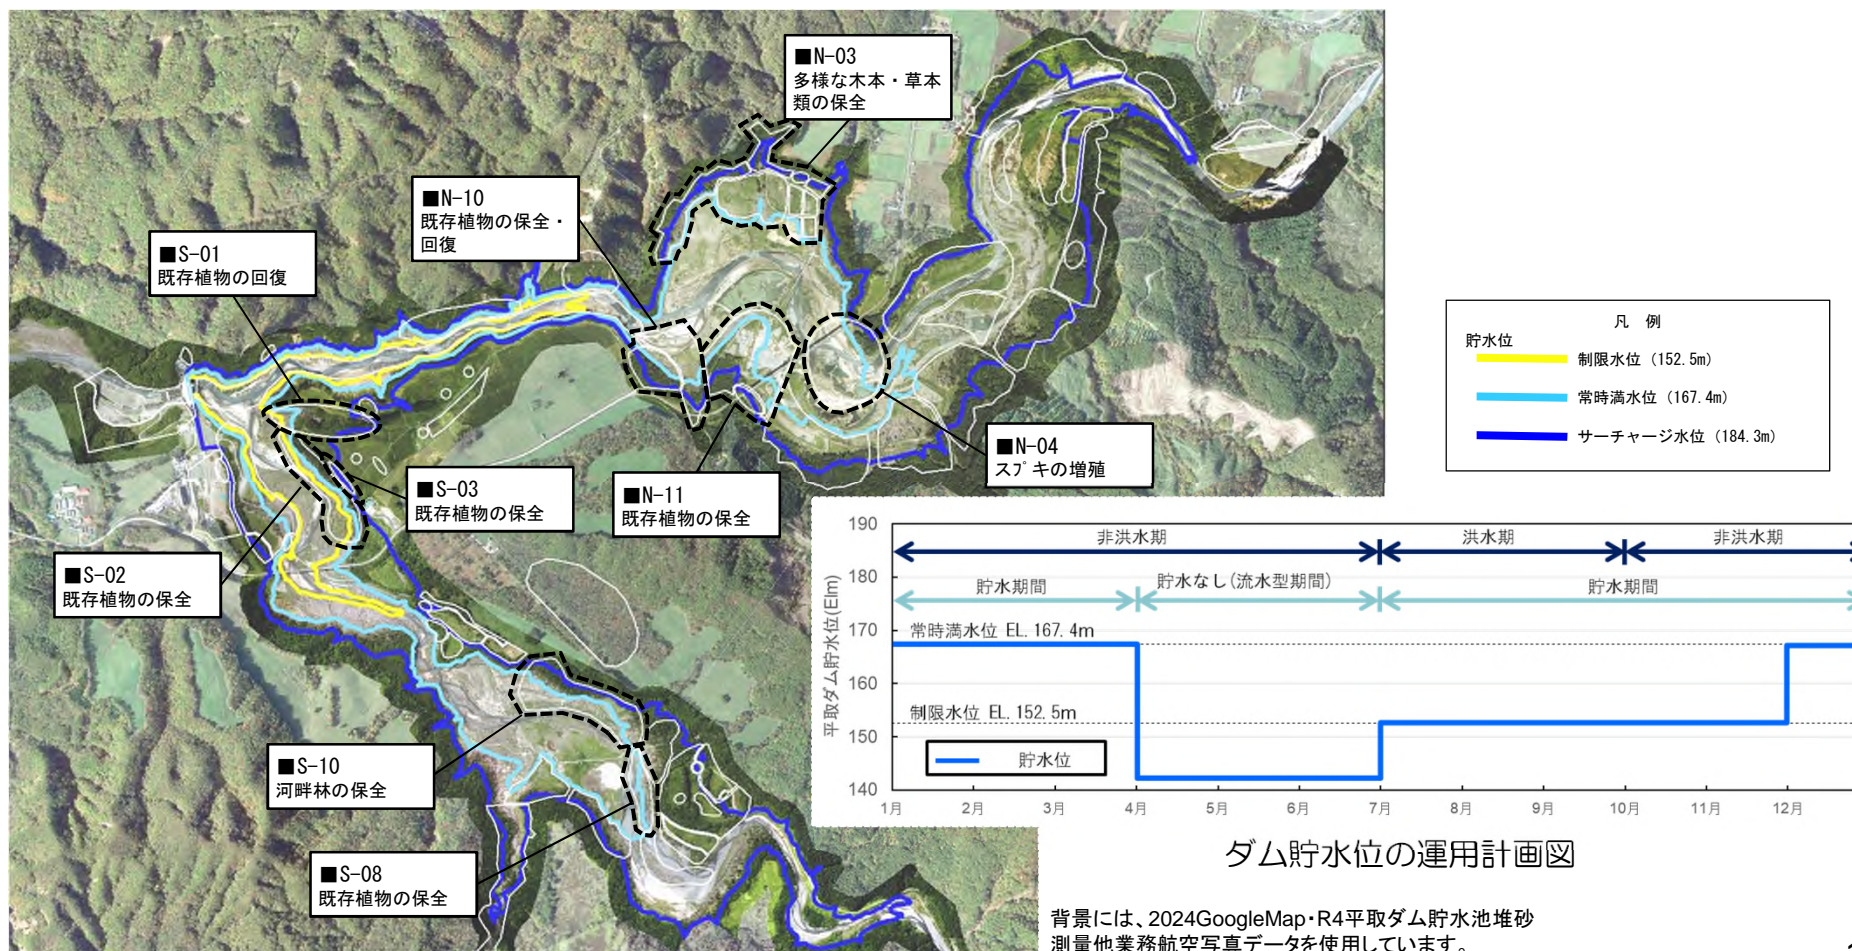 ■N-03
多様な木本・草本
類の保全
■N-10
既存植物の保全・
回復
■S-01
既存植物の回復
■N-04
スプキの増殖
■S-03
既存植物の保全
■N-11
既存植物の保全
■S-02
既存植物の保全
■S-10
河畔林の保全
■S-08
既存植物の保全
凡 例
貯水位
制限水位 (152.5m)
常時満水位 (167.4m)
サーチャージ水位 (184.3m)
平取ダム貯水位(Elm)
190
180
170
160
150
140
非洪水期
洪水期
非洪水期
貯水期間
貯水なし(流水型期間)
貯水期間
常時満水位 EL.167.4m
制限水位 EL.152.5m
貯水位
1月 2月 3月 4月 5月 6月 7月 8月 9月 10月 11月 12月
ダム貯水位の運用計画図
背景には、2024GoogleMap・R4平取ダム貯水池堆砂
測量他業務航空写真データを使用しています。